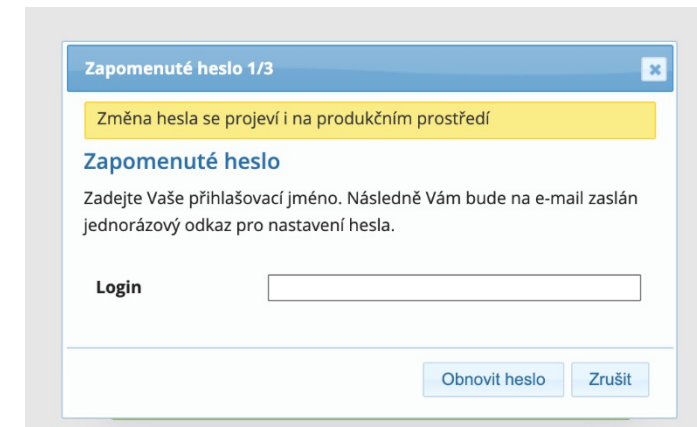 Zapomenuté heslo 1/3
Změna hesla se projeví i na produkčním prostředí
Zapomenuté heslo
Zadejte Vaše přihlašovací jméno. Následně Vám bude na e-mail zaslán
jednorázový odkaz pro nastavení hesla.
Login
Obnovit heslo Zrušit